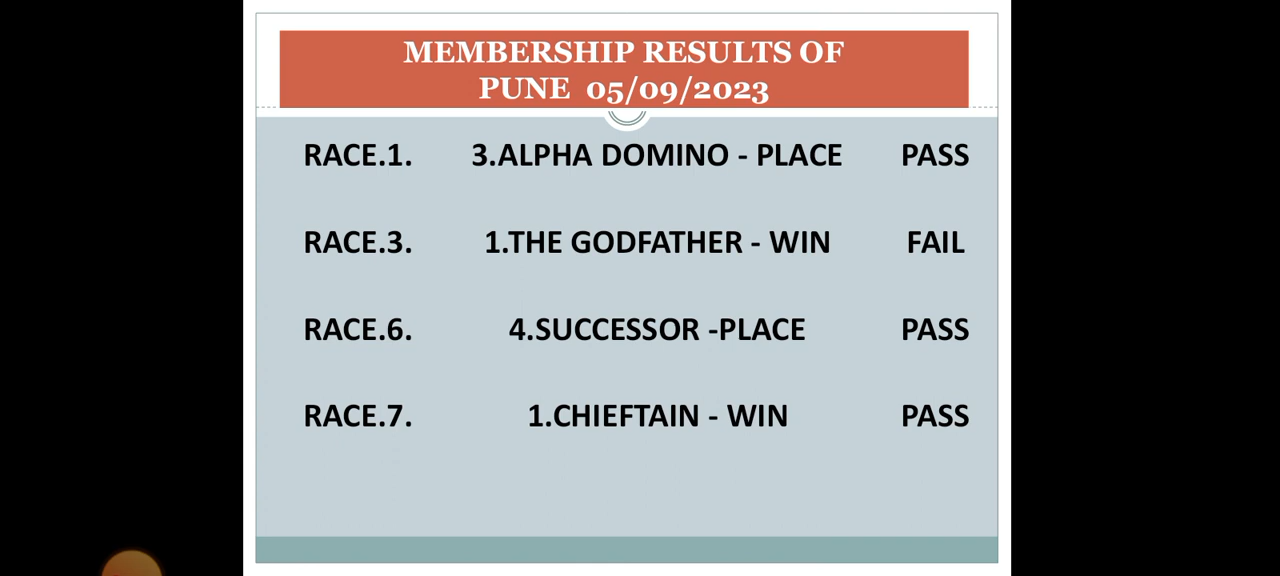 MEMBERSHIP RESULTS OF
PUNE 05/09/2023
RACE.1. 3.ALPHA DOMINO - PLACE PASS
RACE.3. 1.THE GODFATHER - WIN FAIL
RACE.6. 4.SUCCESSOR -PLACE PASS
RACE.7. 1.CHIEFTAIN - WIN PASS